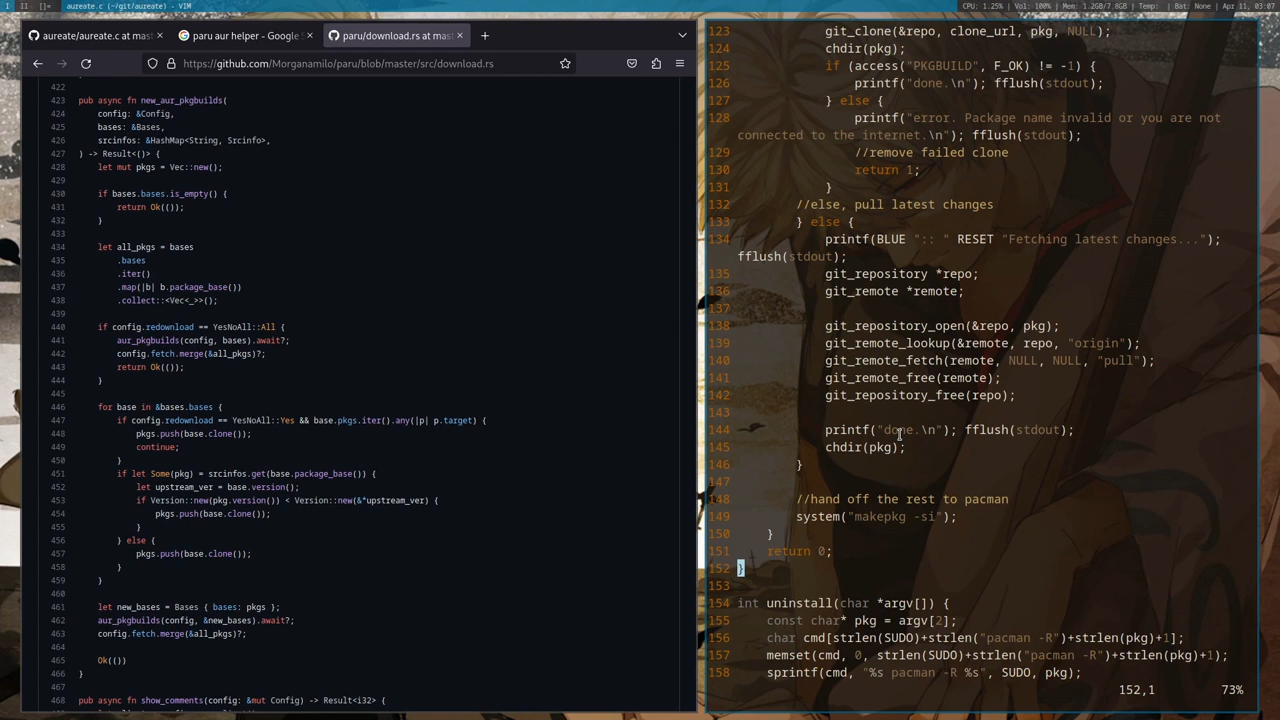 I II []= aureate.c (~/git/aureate) - VIM CPU: 1.25% | Vol: 100% | Mem: 1.2GB/7.8GB | Temp: | Bat: None | Apr 11, 03:07
aureate/aureate.c at mas × paru aur helper - Google S × paru/download.rs at mast × +
https://github.com/Morganamilo/paru/blob/master/src/download.rs
422
423 pub async fn new_aur_pkgbuilds(
424 config: &Config,
425 bases: &Bases,
426 srcinfos: &HashMap<String, Srcinfo>,
427 ) -> Result<()> {
428 let mut pkgs = Vec::new();
429
430 if bases.bases.is_empty() {
431 return Ok(());
432 }
433
434 let all_pkgs = bases
435 .bases
436 .iter()
437 .map(|b| b.package_base())
438 .collect::<Vec<_>>();
439
440 if config.redownload == YesNoAll::All {
441 aur_pkgbuilds(config, bases).await?;
442 config.fetch.merge(&all_pkgs)?;
443 return Ok(());
444 }
445
446 for base in &bases.bases {
447 if config.redownload == YesNoAll::Yes && base.pkgs.iter().any(|p| p.target) {
448 pkgs.push(base.clone());
449 continue;
450 }
451 if let Some(pkg) = srcinfos.get(base.package_base()) {
452 let upstream_ver = base.version();
453 if Version::new(pkg.version()) < Version::new(&*upstream_ver) {
454 pkgs.push(base.clone());
455 }
456 } else {
457 pkgs.push(base.clone());
458 }
459 }
460
461 let new_bases = Bases { bases: pkgs };
462 aur_pkgbuilds(config, &new_bases).await?;
463 config.fetch.merge(&all_pkgs)?;
464
465 Ok(())
466 }
467
468 pub async fn show_comments(config: &mut Config) -> Result<i32> {
123 git_clone(&repo, clone_url, pkg, NULL);
124 chdir(pkg);
125 if (access("PKGBUILD", F_OK) != -1) {
126 printf("done.\n"); fflush(stdout);
127 } else {
128 printf("error. Package name invalid or you are not
connected to the internet.\n"); fflush(stdout);
129 //remove failed clone
130 return 1;
131 }
132 //else, pull latest changes
133 } else {
134 printf(BLUE ":: " RESET "Fetching latest changes...");
fflush(stdout);
135 git_repository *repo;
136 git_remote *remote;
137
138 git_repository_open(&repo, pkg);
139 git_remote_lookup(&remote, repo, "origin");
140 git_remote_fetch(remote, NULL, NULL, "pull");
141 git_remote_free(remote);
142 git_repository_free(repo);
143
144 printf("done.\n"); fflush(stdout);
145 chdir(pkg);
146 }
147
148 //hand off the rest to pacman
149 system("makepkg -si");
150 }
151 return 0;
152 }
153
154 int uninstall(char *argv[]) {
155 const char* pkg = argv[2];
156 char cmd[strlen(SUDO)+strlen("pacman -R")+strlen(pkg)+1];
157 memset(cmd, 0, strlen(SUDO)+strlen("pacman -R")+strlen(pkg)+1);
158 sprintf(cmd, "%s pacman -R %s", SUDO, pkg);
152,1 73%